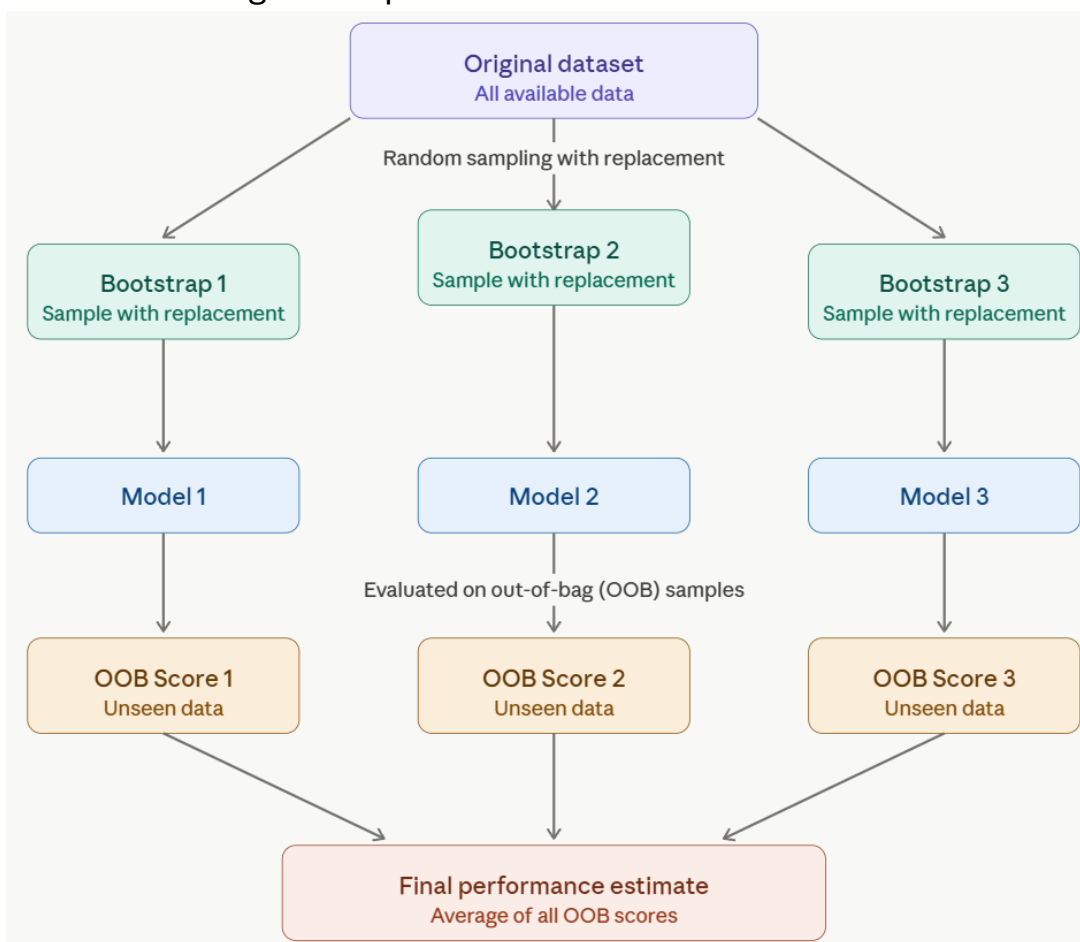 Original dataset
All available data
Random sampling with replacement
Bootstrap 1
Sample with replacement
Bootstrap 2
Sample with replacement
Bootstrap 3
Sample with replacement
Model 1
Model 2
Model 3
Evaluated on out-of-bag (OOB) samples
OOB Score 1
Unseen data
OOB Score 2
Unseen data
OOB Score 3
Unseen data
Final performance estimate
Average of all OOB scores